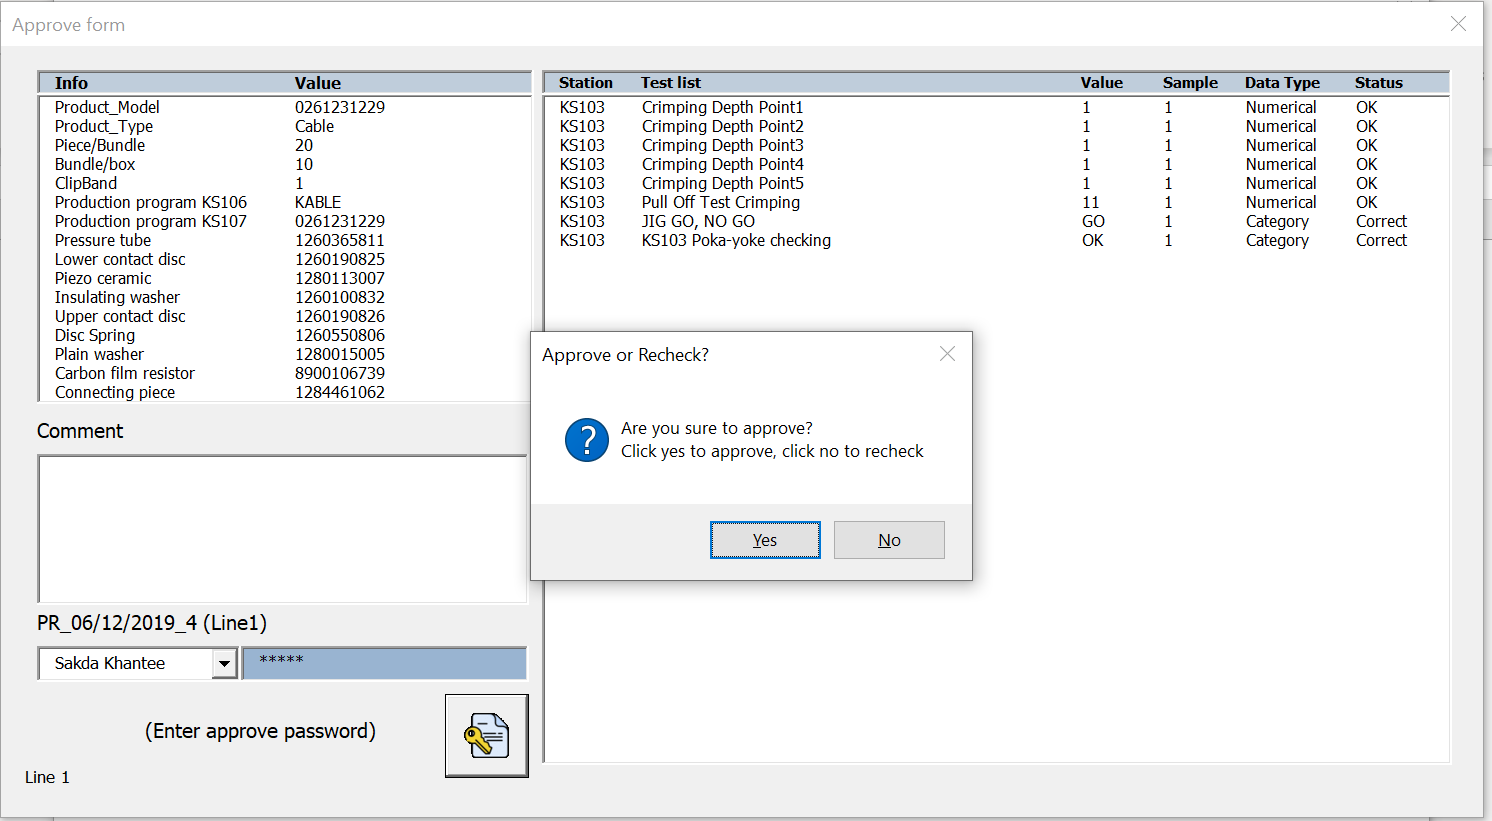 Approve form
Info Value
Product_Model 0261231229
Product_Type Cable
Piece/Bundle 20
Bundle/box 10
ClipBand 1
Production program KS106 KABLE
Production program KS107 0261231229
Pressure tube 1260365811
Lower contact disc 1260190825
Piezo ceramic 1280113007
Insulating washer 1260100832
Upper contact disc 1260190826
Disc Spring 1260550806
Plain washer 1280015005
Carbon film resistor 8900106739
Connecting piece 1284461062
Station Test list Value Sample Data Type Status
KS103 Crimping Depth Point1 1 1 Numerical OK
KS103 Crimping Depth Point2 1 1 Numerical OK
KS103 Crimping Depth Point3 1 1 Numerical OK
KS103 Crimping Depth Point4 1 1 Numerical OK
KS103 Crimping Depth Point5 1 1 Numerical OK
KS103 Pull Off Test Crimping 11 1 Numerical OK
KS103 JIG GO, NO GO GO 1 Category Correct
KS103 KS103 Poka-yoke checking OK 1 Category Correct
Approve or Recheck?
Are you sure to approve?
Click yes to approve, click no to recheck
Yes No
Comment
PR_06/12/2019_4 (Line1)
Sakda Khantee *****
(Enter approve password)
Line 1